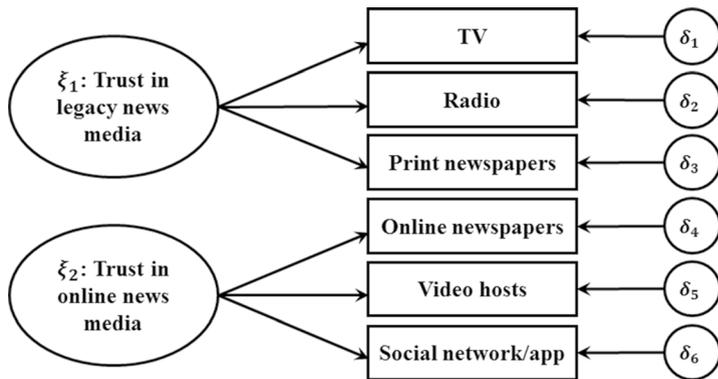 ξ₁: Trust in
legacy news
media
TV
δ₁
Radio
δ₂
Print newspapers
δ₃
ξ₂: Trust in
online news
media
Online newspapers
δ₄
Video hosts
δ₅
Social network/app
δ₆